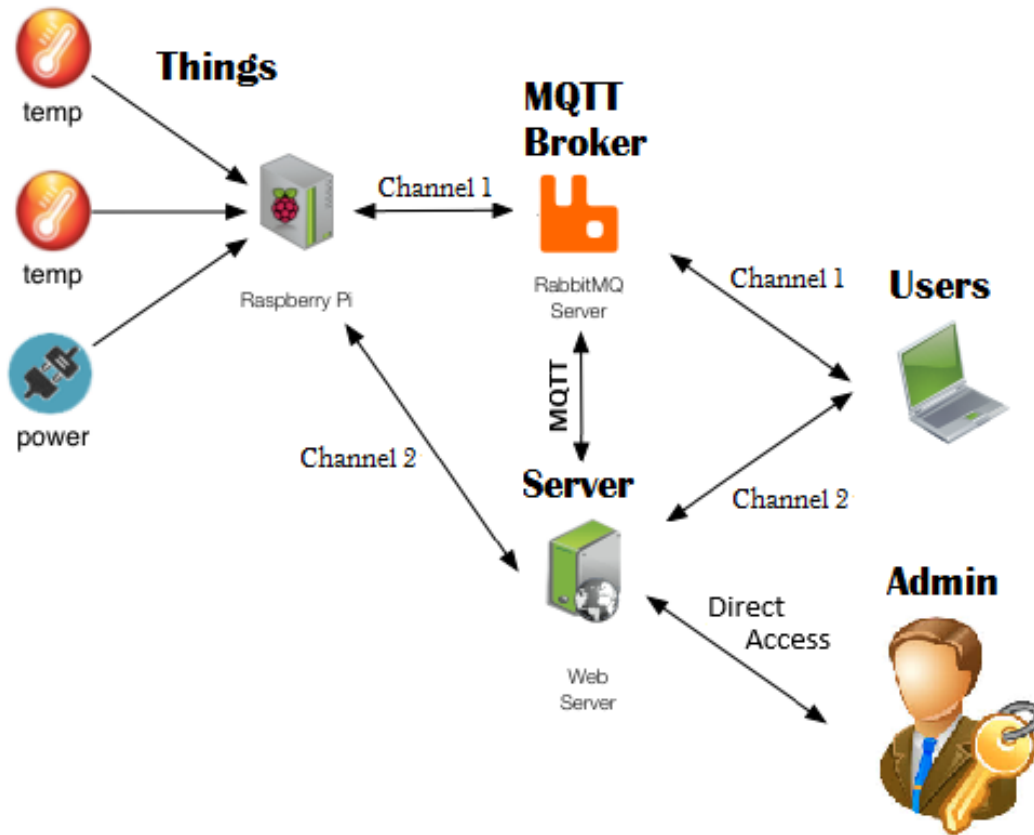 Things
temp
temp
power
Raspberry Pi
Channel 1
MQTT
Broker
RabbitMQ
Server
Channel 1
Users
MQTT
Channel 2
Server
Channel 2
Web
Server
Direct
Access
Admin